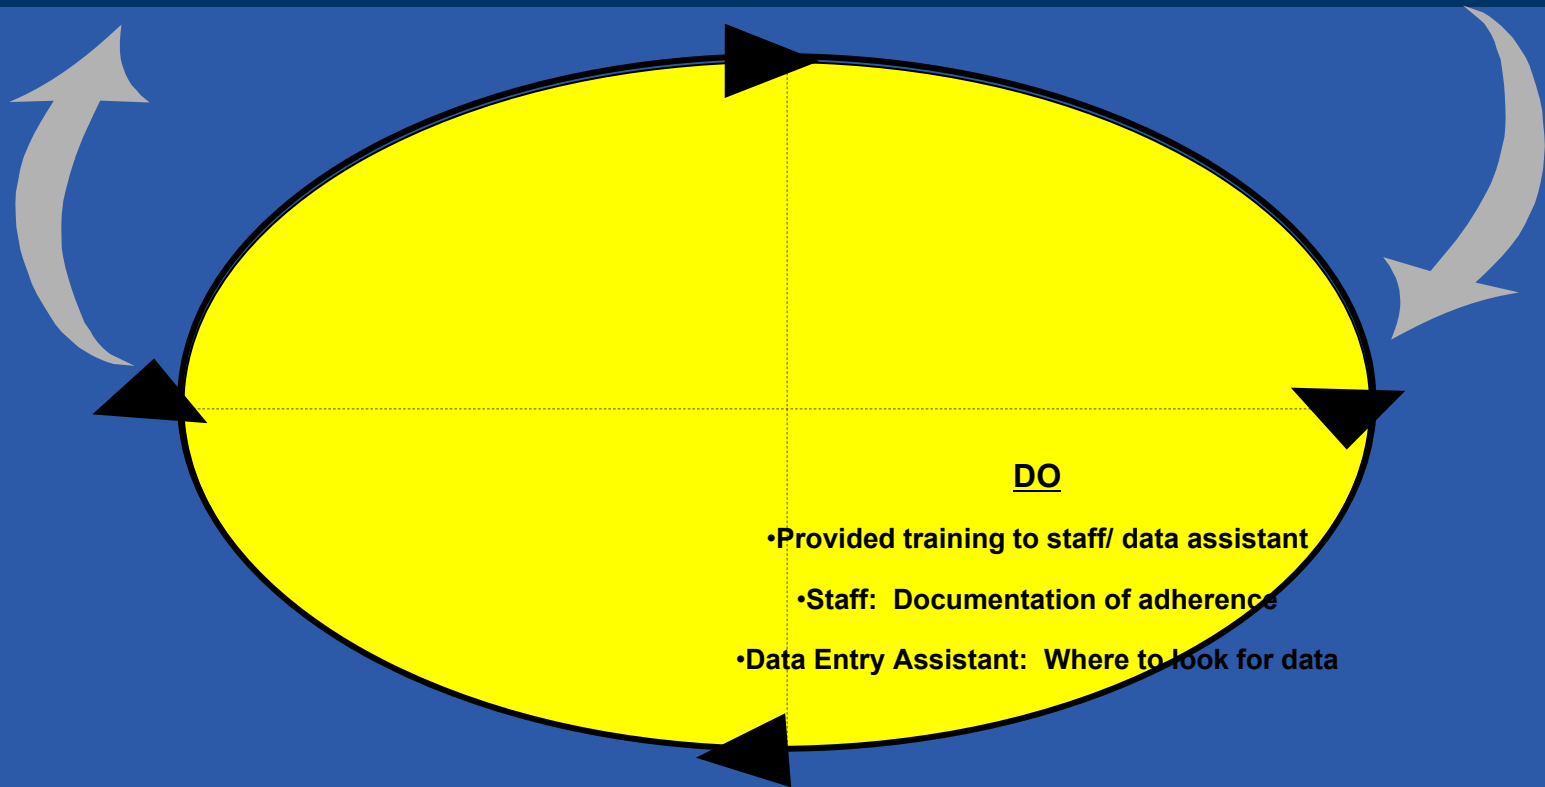 DO
•Provided training to staff/ data assistant
•Staff:  Documentation of adherence
•Data Entry Assistant:  Where to look for data